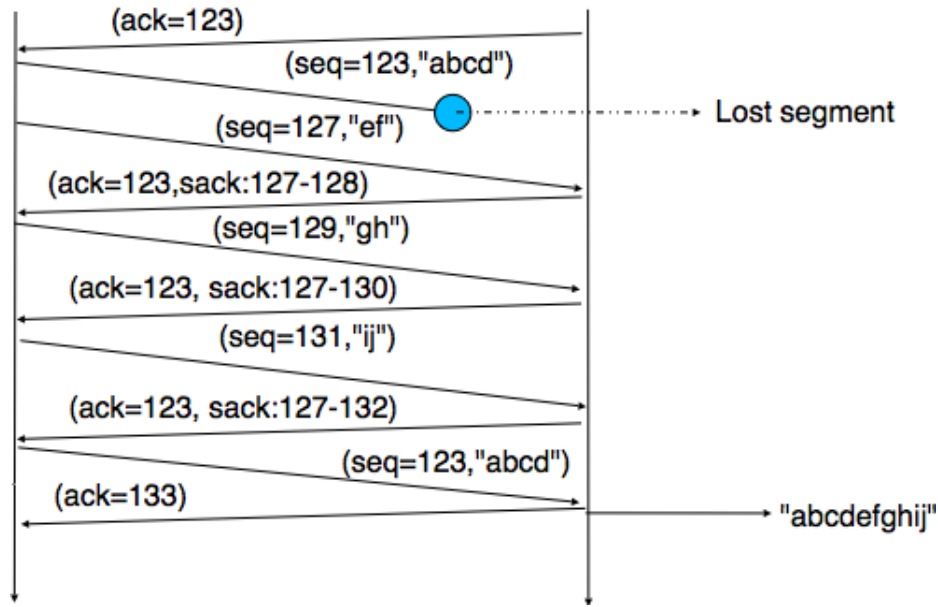 (ack=123)
(seq=123,"abcd")
Lost segment
(seq=127,"ef")
(ack=123,sack:127-128)
(seq=129,"gh")
(ack=123, sack:127-130)
(seq=131,"ij")
(ack=123, sack:127-132)
(seq=123,"abcd")
(ack=133)
"abcdefghij"